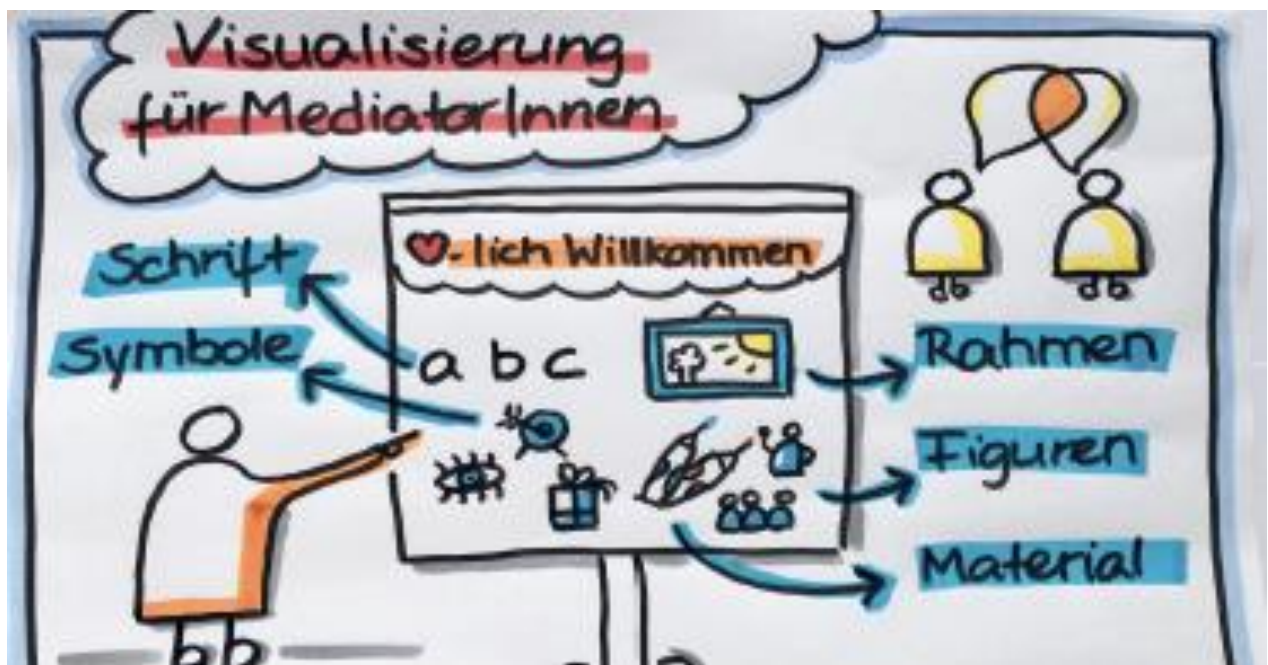 Visualisierung
für MediatorInnen
-lich Willkommen
Schrift
Symbole
a b c
Rahmen
Figuren
Material